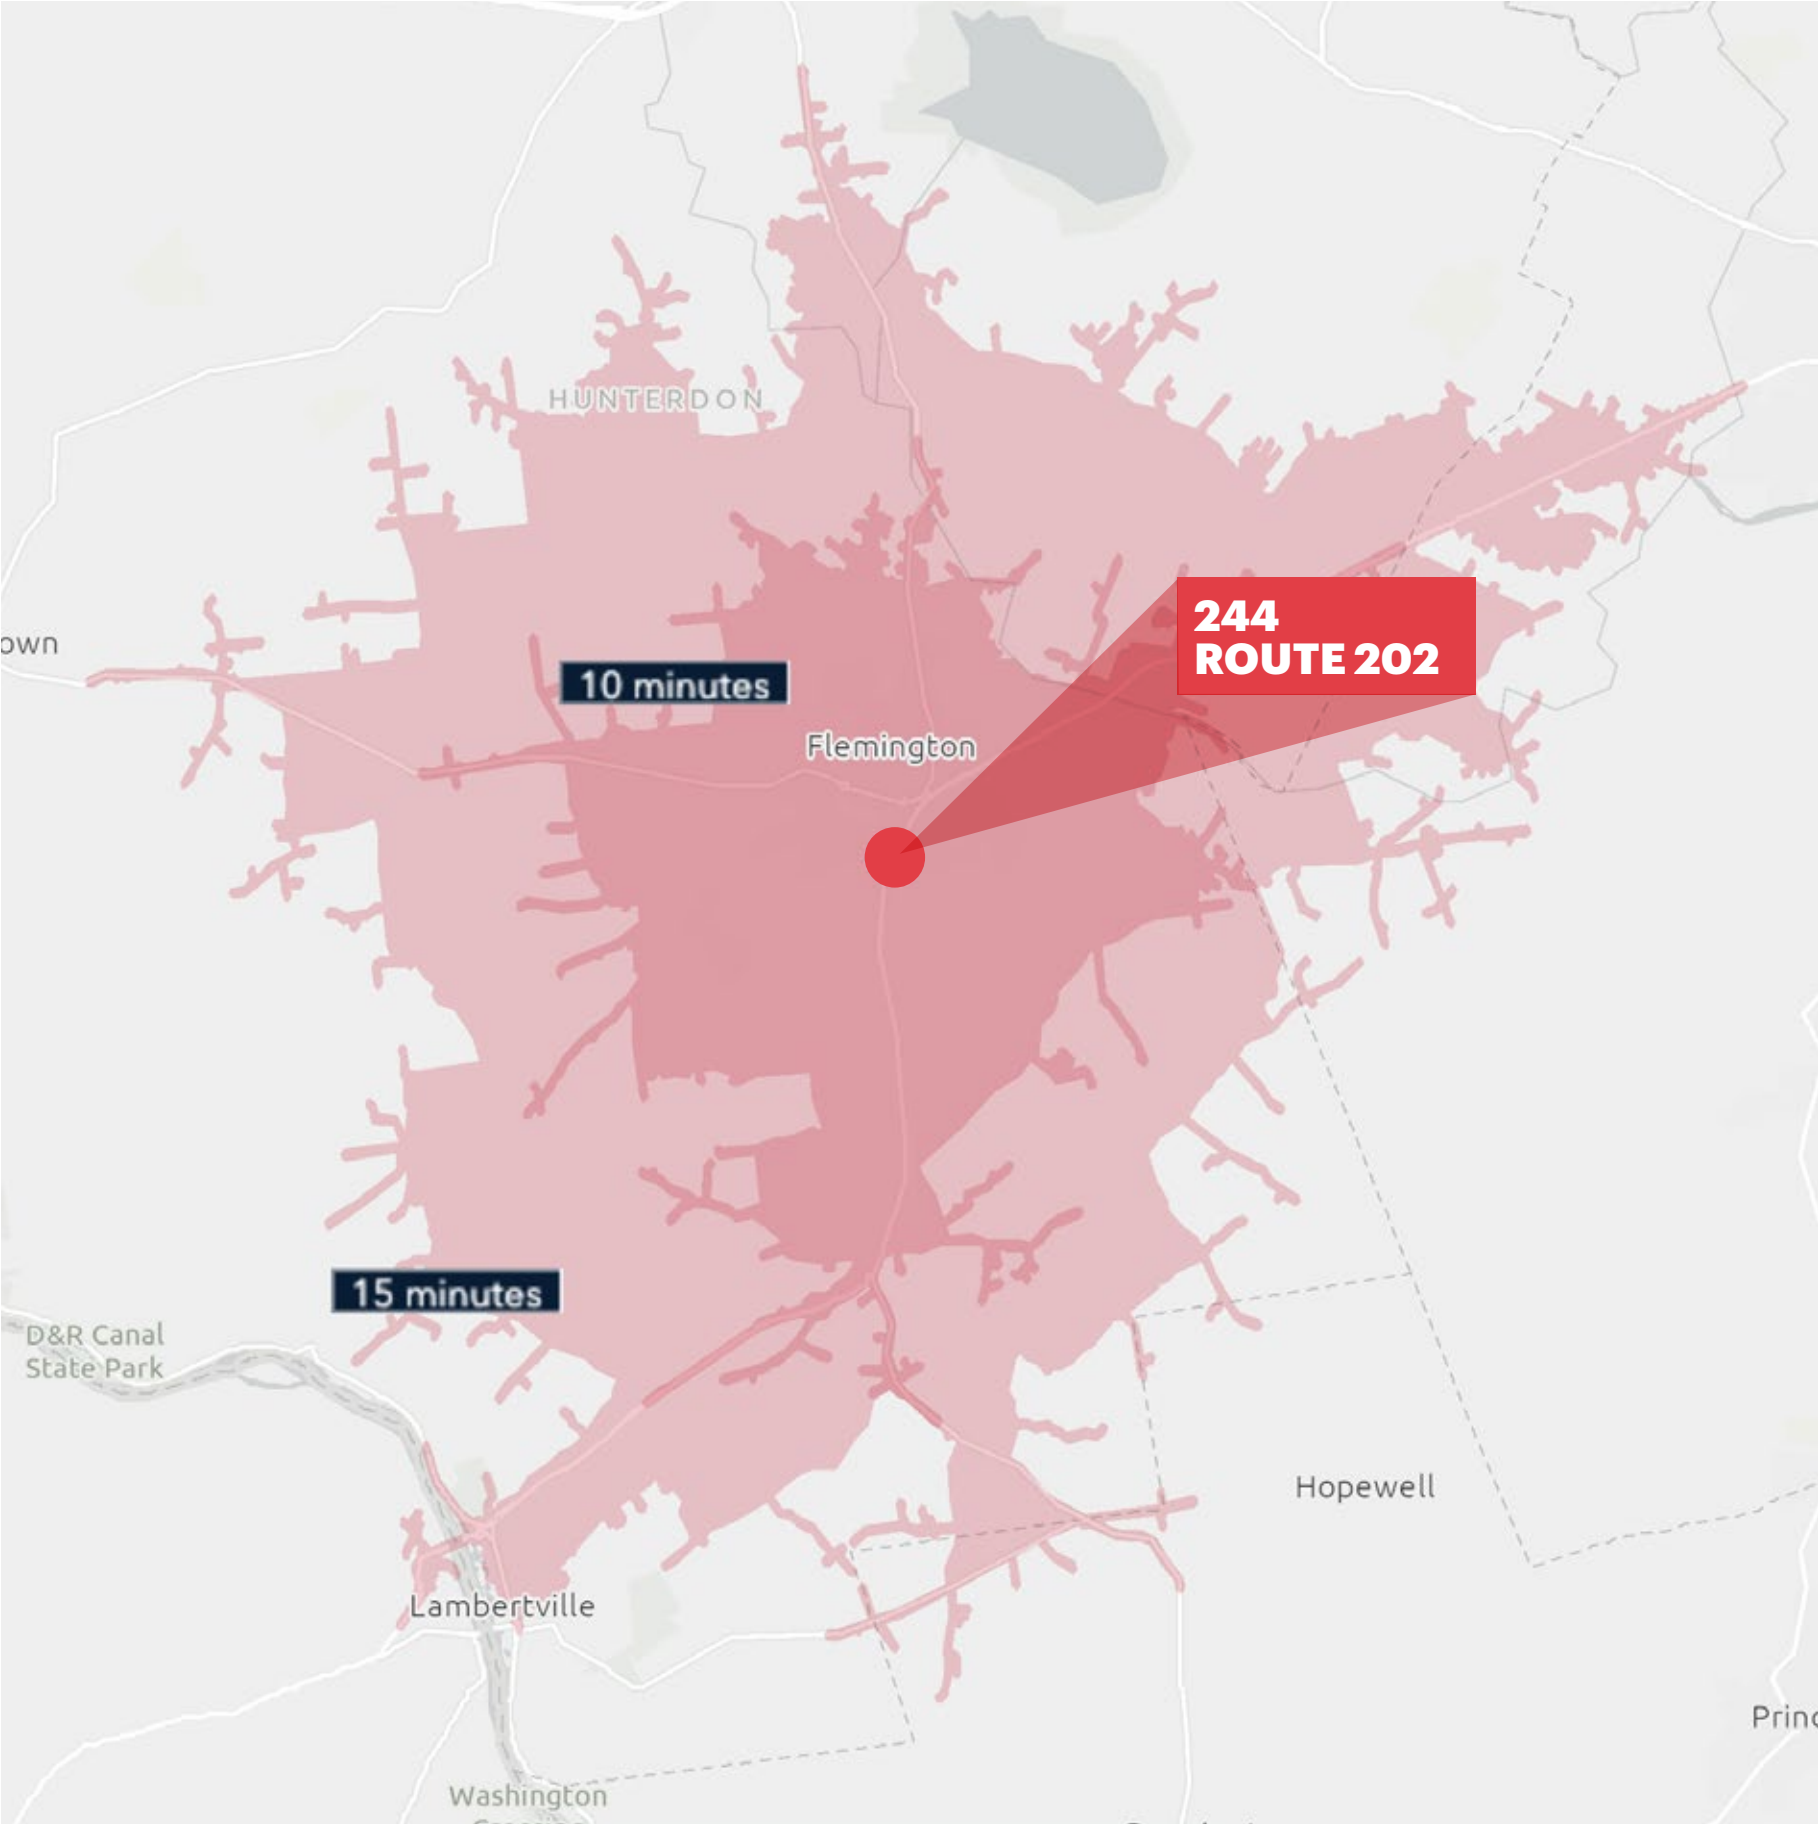 HUNTERDON
244
ROUTE 202
own
10 minutes
Flemington
15 minutes
D&R Canal
State Park
Hopewell
Lambertville
Princ
Washington